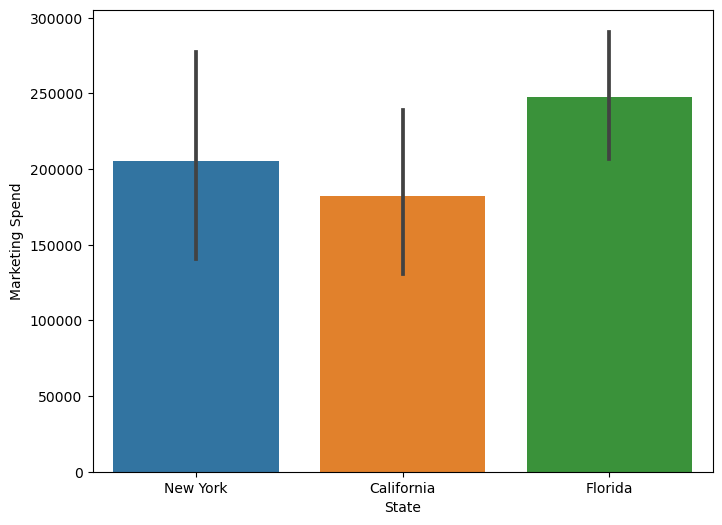 300000
250000
200000
150000
100000
50000
0
Marketing Spend
New York
California
Florida
State